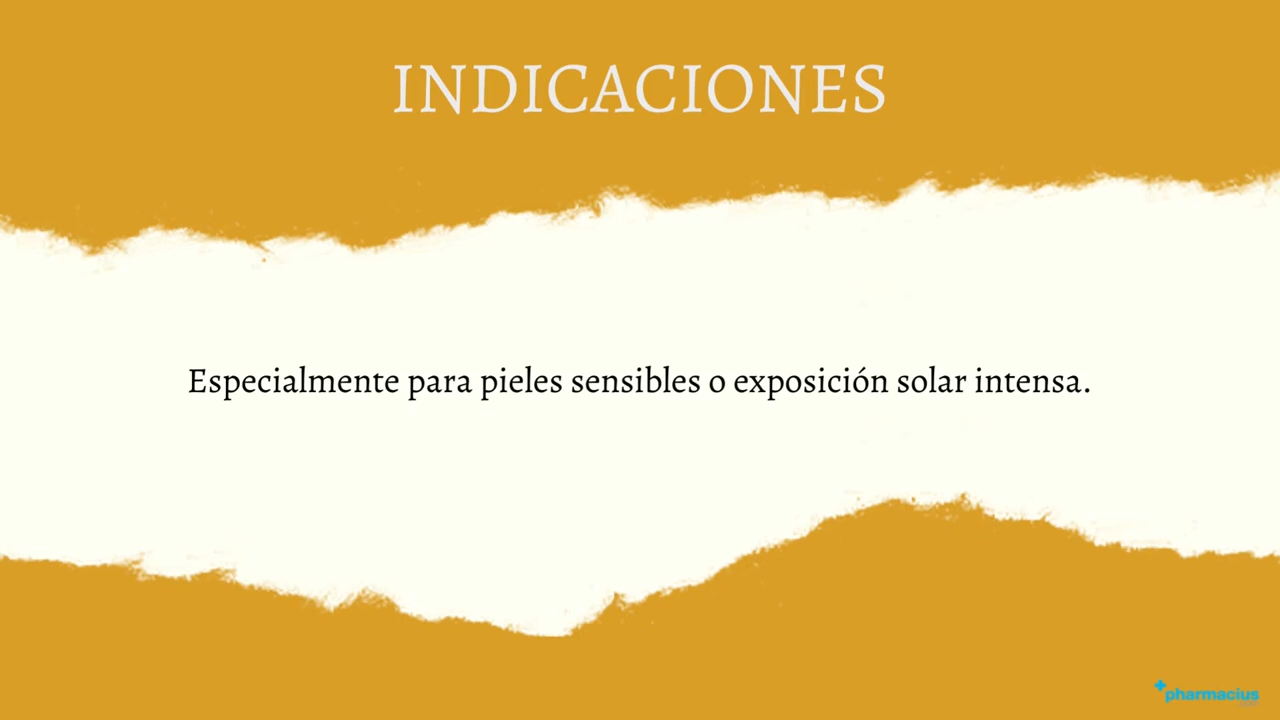 INDICACIONES
Especialmente para pieles sensibles o exposición solar intensa.
pharmacius